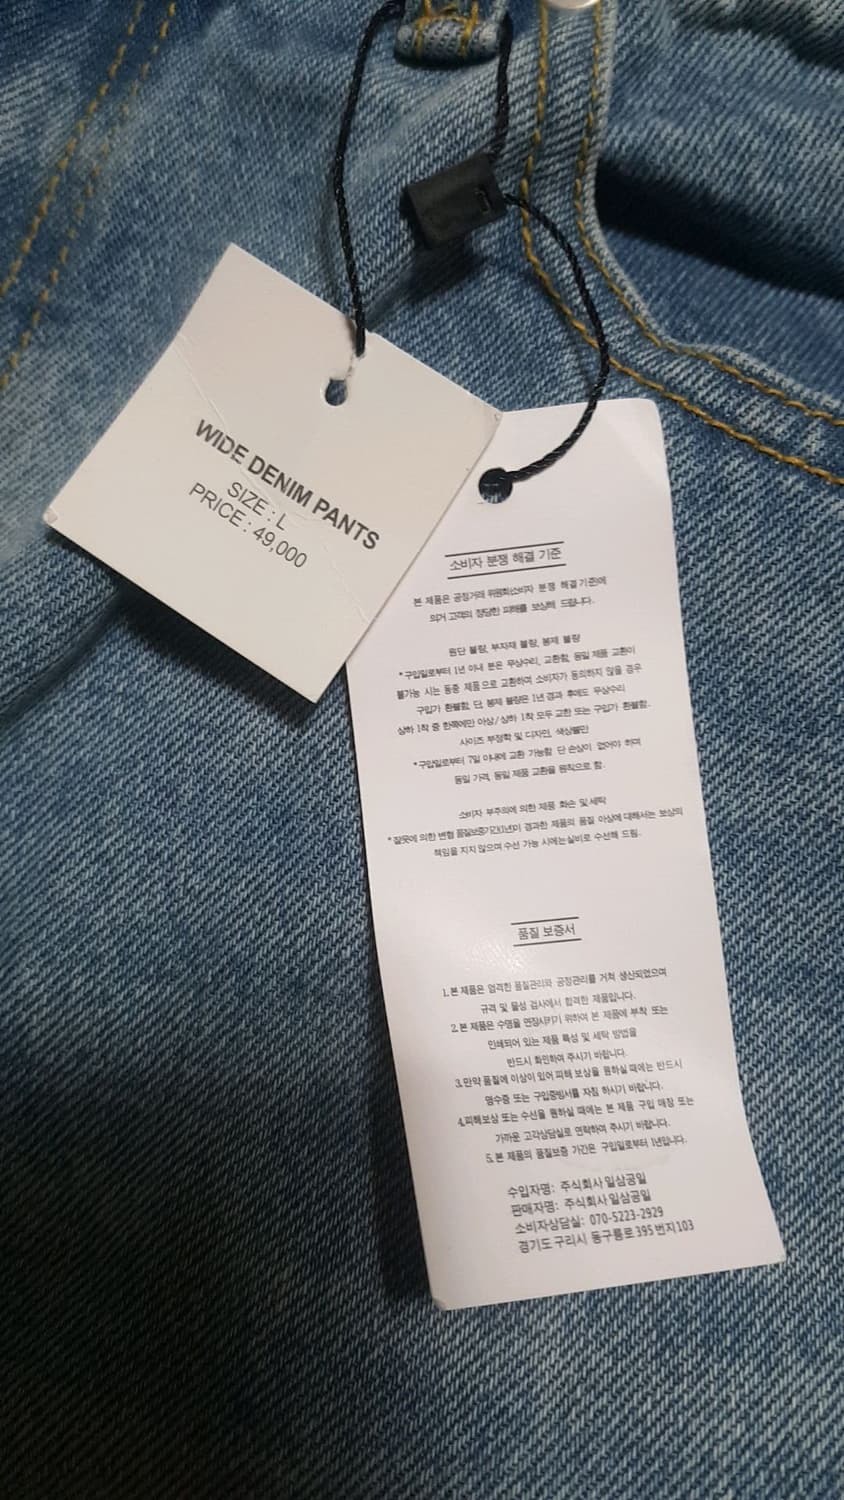 WIDE DENIM PANTS
SIZE : L
PRICE : 49,000
소비자 분쟁 해결 기준
본 제품은 공정거래 위원회(소비자 분쟁 해결 기준)에
의거 고객의 정당한 피해를 보상해 드립니다.
원단 불량, 부자재 불량, 봉제 불량
*구입일로부터 1년 이내 분은 무상수리, 교환함, 동일 제품 교환이
불가능 시는 동종 제품으로 교환하며 소비자가 동의하지 않을 경우
구입가 환불함, 단, 봉제 불량은 1년 경과 후에도 무상수리
상하 1착 중 한쪽에만 이상/상하 1착 모두 교한 또는 구입가 환불함.
사이즈 부정확 및 디자인, 색상불만
*구입일로부터 7일 이내에 교환 가능함 단 손상이 없어야 하며
동일 가격, 동일 제품 교환을 원칙으로 함.
소비자 부주의에 의한 제품 화손 및 세탁
*잘못에 의한 변형 품질보증기간(1년)이 경과한 제품의 품질 이상에 대해서는 보상의
책임을 지지 않으며 수선 가능 시에는 실비로 수선해 드림.
품질 보증서
1. 본 제품은 엄격한 품질관리와 공정관리를 거쳐 생산되었으며
규격 및 물성 검사에서 합격한 제품입니다.
2. 본 제품은 수명을 연장시키기 위하여 본 제품에 부착 또는
인쇄되어 있는 제품 특성 및 세탁 방법을
반드시 확인하여 주시기 바랍니다.
3. 만약 품질에 이상이 있어 피해 보상을 원하실 때에는 반드시
영수증 또는 구입증빙서를 지참 하시기 바랍니다.
4. 피해보상 또는 수선을 원하실 때에는 본 제품 구입 매장 또는
가까운 고객상담실로 연락하여 주시기 바랍니다.
5. 본 제품의 품질보증 기간은 구입일로부터 1년입니다.
수입자명: 주식회사 일삼공일
판매자명: 주식회사 일삼공일
소비자상담실: 070-5223-2929
경기도 구리시 동구릉로 395번지 103